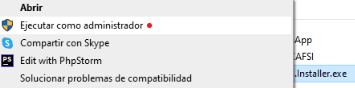 Abrir
Ejecutar como administrador
Compartir con Skype
Edit with PhpStorm
Solucionar problemas de compatibilidad
App
AFSI
.Installer.exe